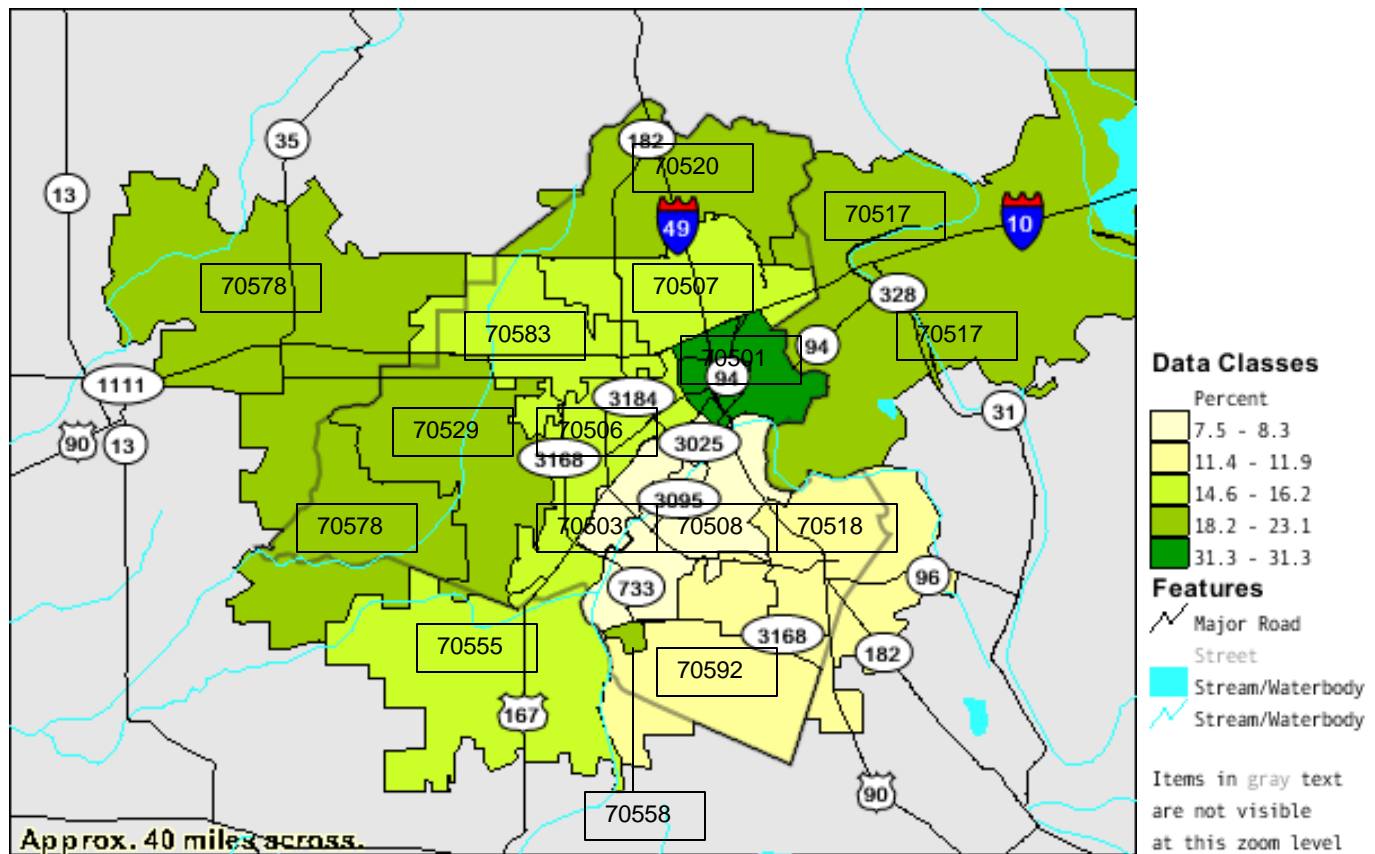 35
182
70520
13
70517
49
10
70578
70507
328
70583
70517
94
70501
94
1111
3184
31
70529
70506
90
13
3025
3168
3095
70578
70503
70508
70518
733
96
3168
70555
182
70592
167
90
70558
Approx. 40 miles across.
Data Classes
Percent
7.5 - 8.3
11.4 - 11.9
14.6 - 16.2
18.2 - 23.1
31.3 - 31.3
Features
Major Road
Street
Stream/Waterbody
Stream/Waterbody
Items in gray text
are not visible
at this zoom level